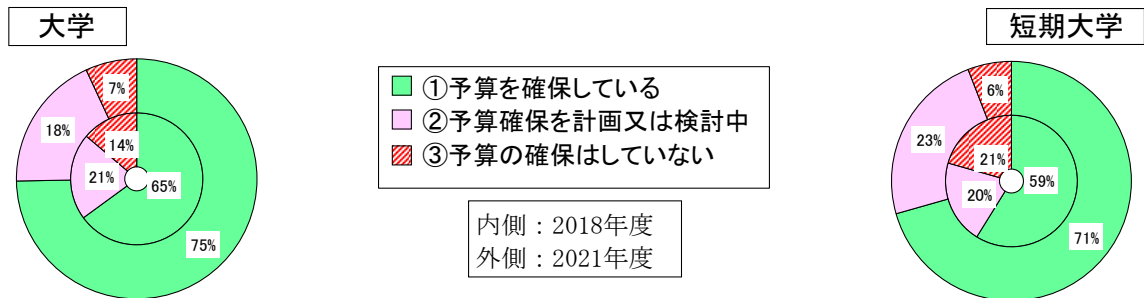 大学
7%
18%
14%
21%
65%
75%
①予算を確保している
②予算確保を計画又は検討中
③予算の確保はしていない
内側：2018年度
外側：2021年度
短期大学
6%
23%
21%
20%
59%
71%